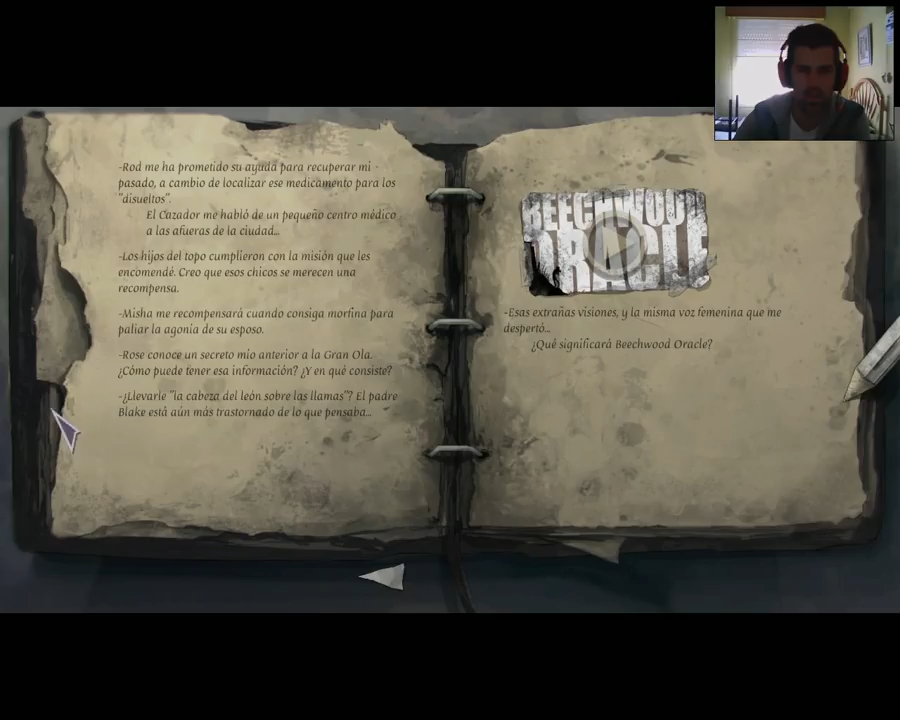 -Rod me ha prometido su ayuda para recuperar mi
pasado, a cambio de localizar ese medicamento para los
"disueltos".
El Cazador me habló de un pequeño centro médico
a las afueras de la ciudad...
-Los hijos del topo cumplieron con la misión que les
encomendé. Creo que esos chicos se merecen una
recompensa.
-Misha me recompensará cuando consiga morfina para
paliar la agonía de su esposo.
-Rose conoce un secreto mío anterior a la Gran Ola.
¿Cómo puede tener esa información? ¿Y en qué consiste?
-¿Llevarle "la cabeza del león sobre las llamas"? El padre
Blake está aún más trastornado de lo que pensaba...
BEECHWOOD
ORACLE
-Esas extrañas visiones, y la misma voz femenina que me
despertó...
¿Qué significará Beechwood Oracle?